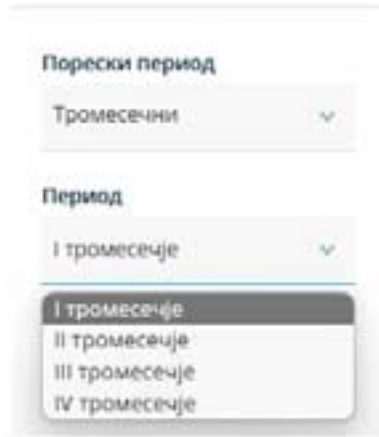 Порески период
Тромесечни
Период
I тромесечје
I тромесечје
II тромесечје
III тромесечје
IV тромесечје